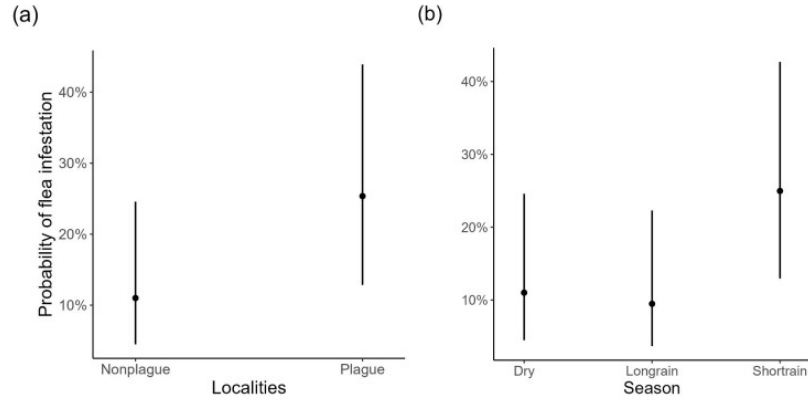 (a)
Probability of flea infestation
40%
30%
20%
10%
Nonplague
Plague
Localities
(b)
40%
30%
20%
10%
Dry
Longrain
Shortrain
Season